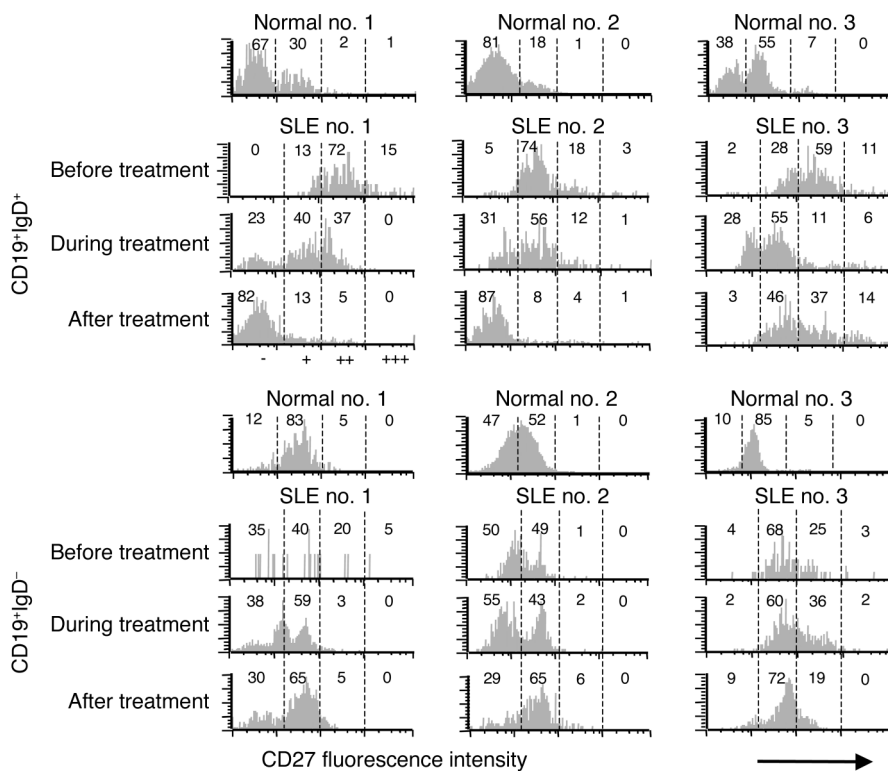 Normal no. 1 Normal no. 2 Normal no. 3
67 30 2 1 81 18 1 0 38 55 7 0
SLE no. 1 SLE no. 2 SLE no. 3
Before treatment 0 13 72 15 5 74 18 3 2 28 59 11
During treatment 23 40 37 0 31 56 12 1 28 55 11 6
After treatment 82 13 5 0 87 8 4 1 3 46 37 14
- + ++ +++
CD19⁺IgD⁺
Normal no. 1 Normal no. 2 Normal no. 3
12 83 5 0 47 52 1 0 10 85 5 0
SLE no. 1 SLE no. 2 SLE no. 3
Before treatment 35 40 20 5 50 49 1 0 4 68 25 3
During treatment 38 59 3 0 55 43 2 0 2 60 36 2
After treatment 30 65 5 0 29 65 6 0 9 72 19 0
CD19⁺IgD⁻
CD27 fluorescence intensity